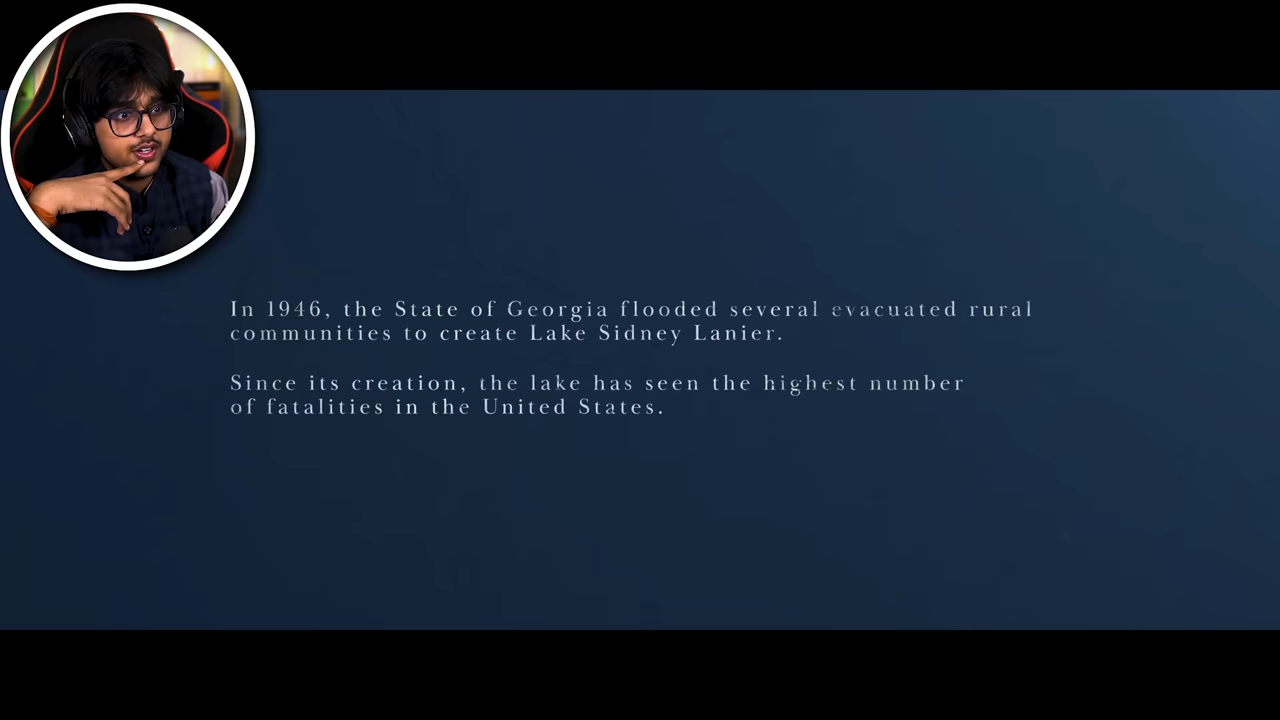 In 1946, the State of Georgia flooded several evacuated rural
communities to create Lake Sidney Lanier.
Since its creation, the lake has seen the highest number
of fatalities in the United States.